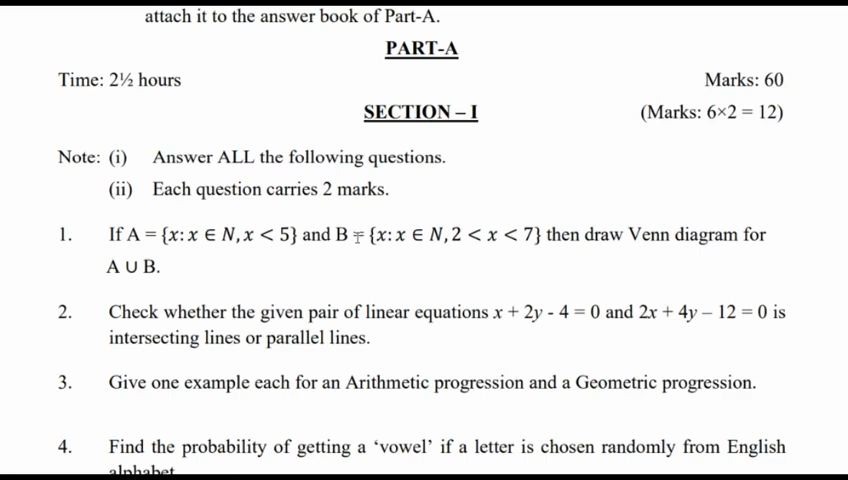 attach it to the answer book of Part-A.
PART-A
Time: 2½ hours Marks: 60
SECTION – I (Marks: 6×2 = 12)
Note: (i) Answer ALL the following questions.
(ii) Each question carries 2 marks.
1. If A = {x: x ∈ N, x < 5} and B = {x: x ∈ N, 2 < x < 7} then draw Venn diagram for
A ∪ B.
2. Check whether the given pair of linear equations x + 2y - 4 = 0 and 2x + 4y – 12 = 0 is
intersecting lines or parallel lines.
3. Give one example each for an Arithmetic progression and a Geometric progression.
4. Find the probability of getting a ‘vowel’ if a letter is chosen randomly from English
alphabet